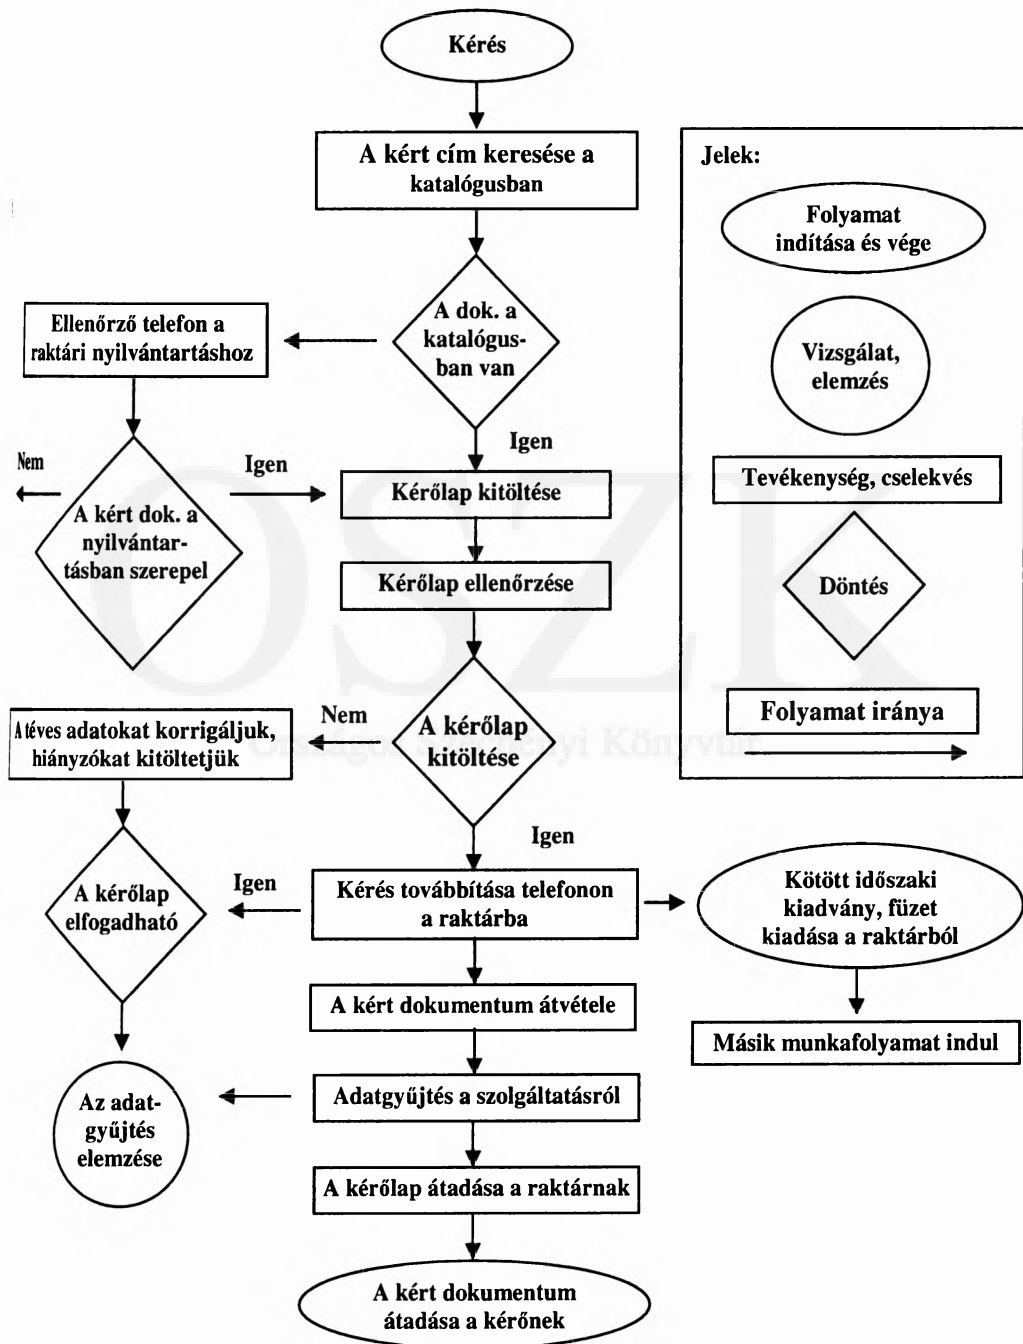 Kérés
A kért cím keresése a
katalógusban
A dok. a
katalógus-
ban van
Ellenőrző telefon a
raktári nyilvántartáshoz
Nem
Igen
Igen
A kért dok. a
nyilvántar-
tásban szerepel
Kérőlap kitöltése
Kérőlap ellenőrzése
A téves adatokat korrigáljuk,
hiányzókat kitöltetjük
Nem
A kérőlap
kitöltése
Igen
A kérőlap
elfogadható
Igen
Kérés továbbítása telefonon
a raktárba
Kötött időszaki
kiadvány, füzet
kiadása a raktárból
A kért dokumentum átvétele
Másik munkafolyamat indul
Az adat-
gyűjtés
elemzése
Adatgyűjtés a szolgáltatásról
A kérőlap átadása a raktárnak
A kért dokumentum
átadása a kérőnek
Jelek:
Folyamat
indítása és vége
Vizsgálat,
elemzés
Tevékenység, cselekvés
Döntés
Folyamat iránya
OSZK
Országos Széchényi Könyvtár